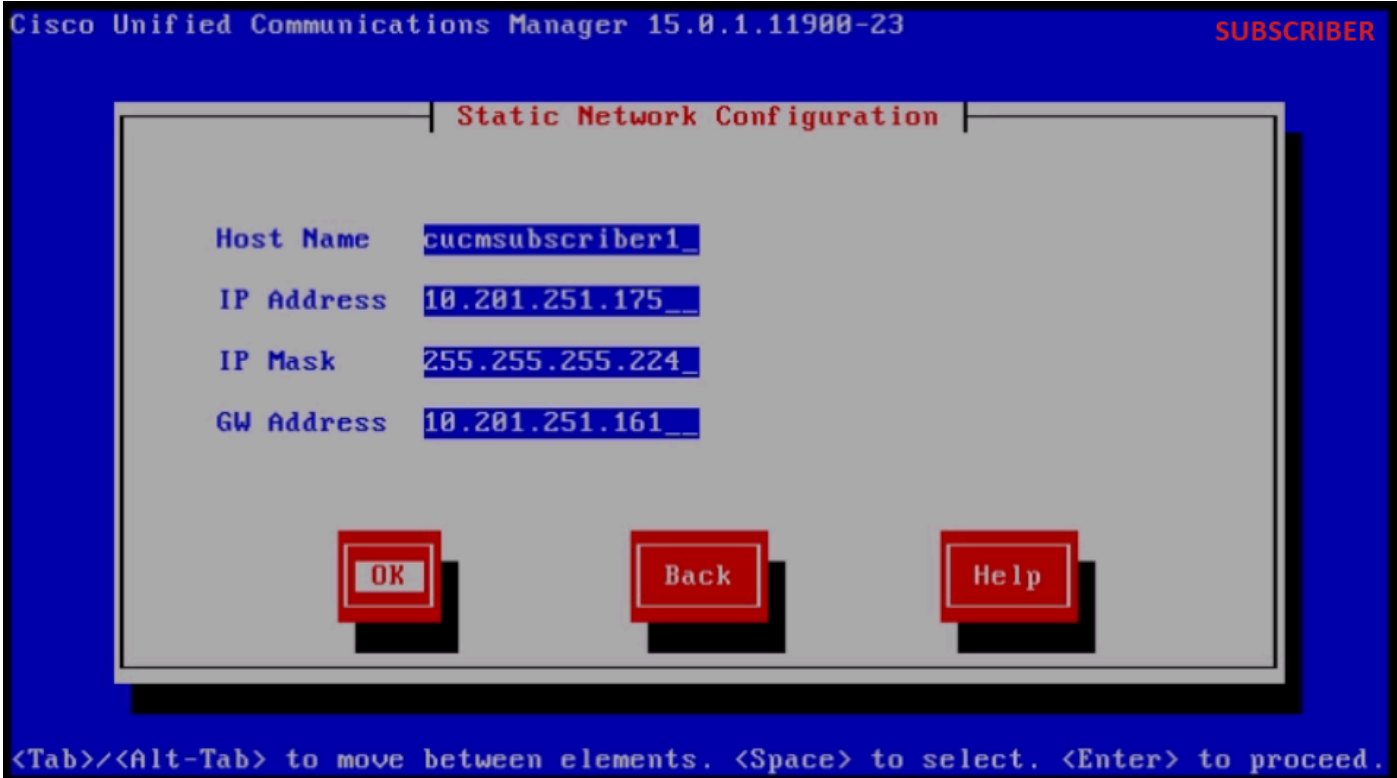 Cisco Unified Communications Manager 15.0.1.11900-23
SUBSCRIBER
Static Network Configuration
Host Name cucmsubscriber1_
IP Address 10.201.251.175__
IP Mask 255.255.255.224_
GW Address 10.201.251.161__
OK Back Help
<Tab>/<Alt-Tab> to move between elements. <Space> to select. <Enter> to proceed.